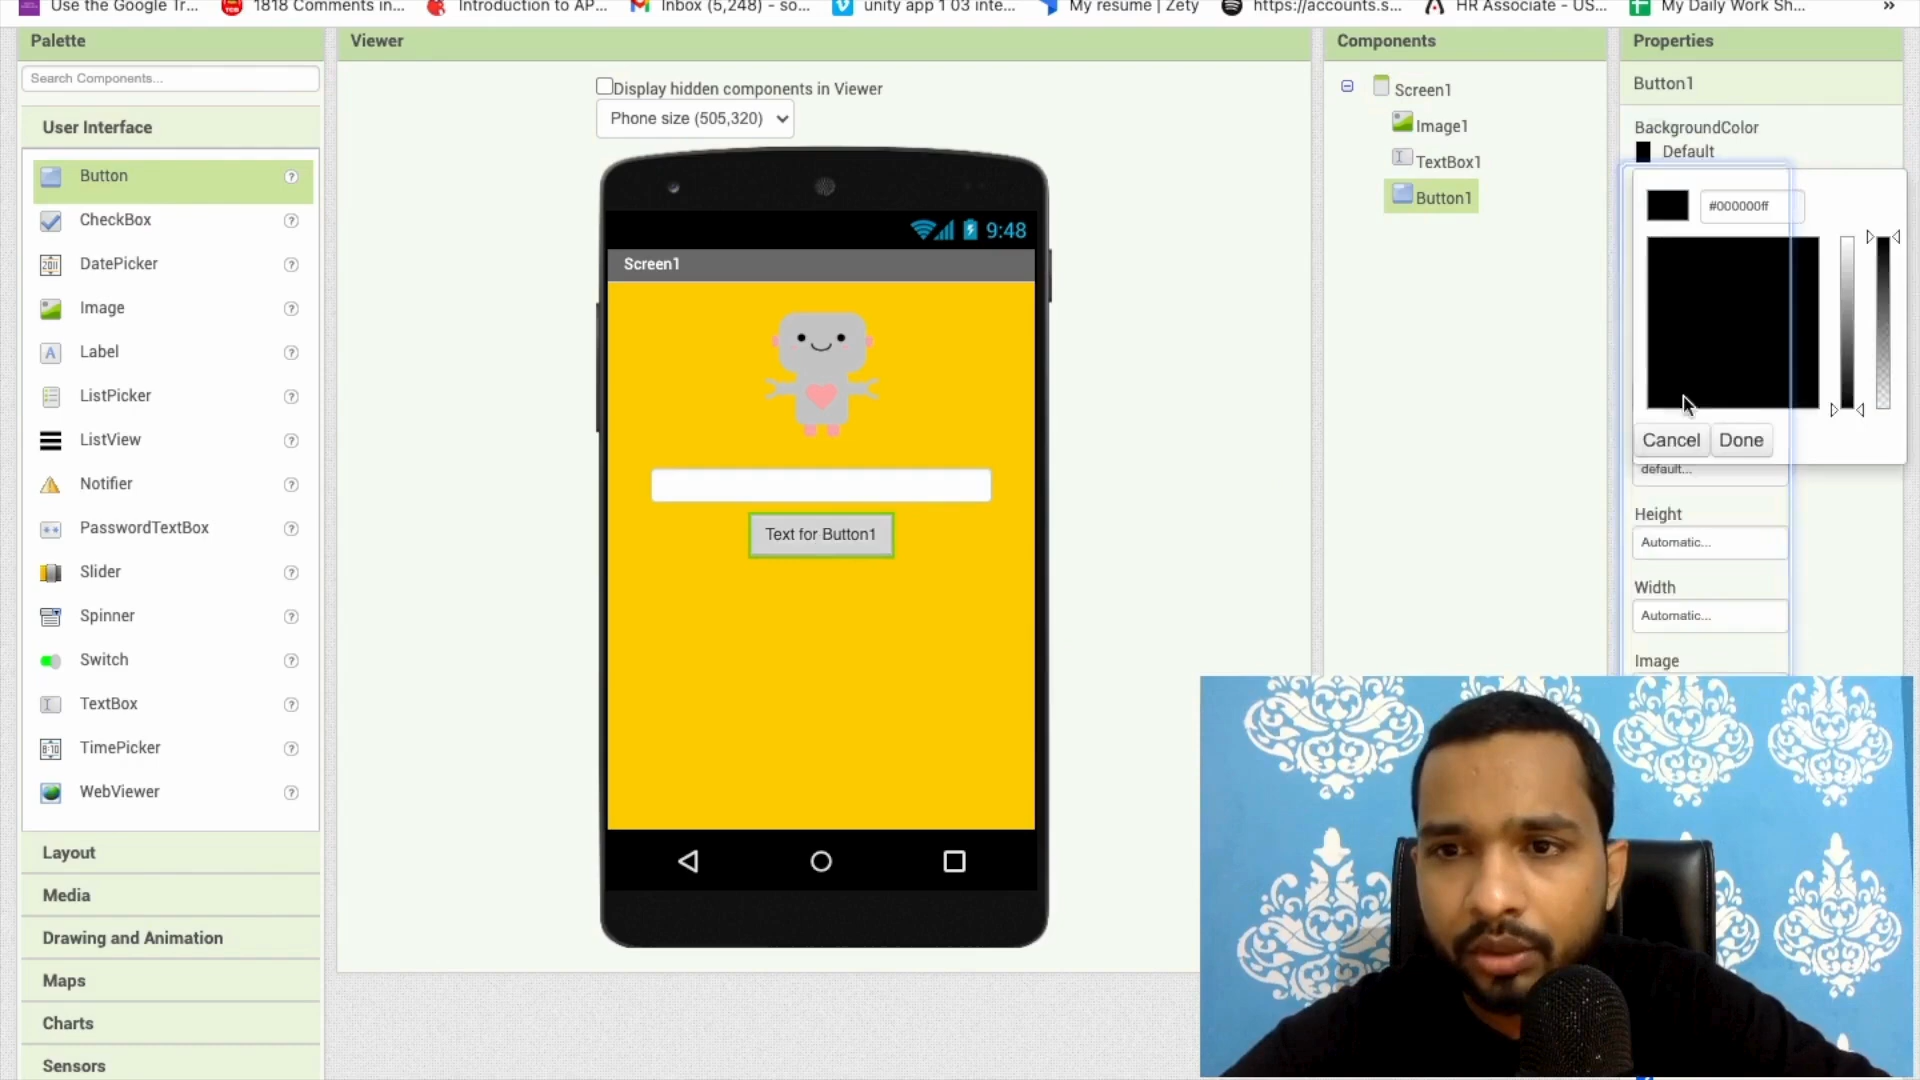 Use the Google Tr...
1818 Comments in...
Introduction to AP...
Inbox (5,248) - so...
unity app 1 03 inte...
My resume | Zety
https://accounts.s...
HR Associate - US...
My Daily Work Sh...
»
Palette
Search Components...
User Interface
Button
CheckBox
DatePicker
Image
Label
ListPicker
ListView
Notifier
PasswordTextBox
Slider
Spinner
Switch
TextBox
TimePicker
WebViewer
Layout
Media
Drawing and Animation
Maps
Charts
Sensors
Viewer
Display hidden components in Viewer
Phone size (505,320)
9:48
Screen1
Text for Button1
Components
Screen1
Image1
TextBox1
Button1
Properties
Button1
BackgroundColor
Default
#000000ff
Cancel
Done
default...
Height
Automatic...
Width
Automatic...
Image